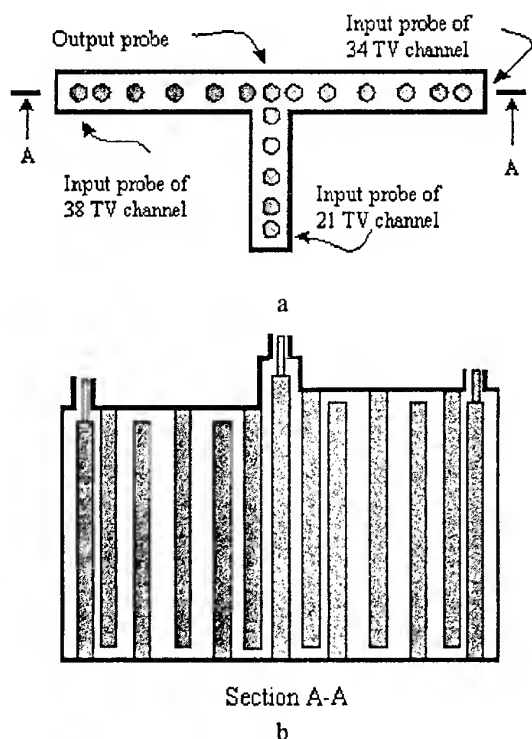 Output probe
Input probe of
34 TV channel
A
A
Input probe of
38 TV channel
Input probe of
21 TV channel
a
Section A-A
b